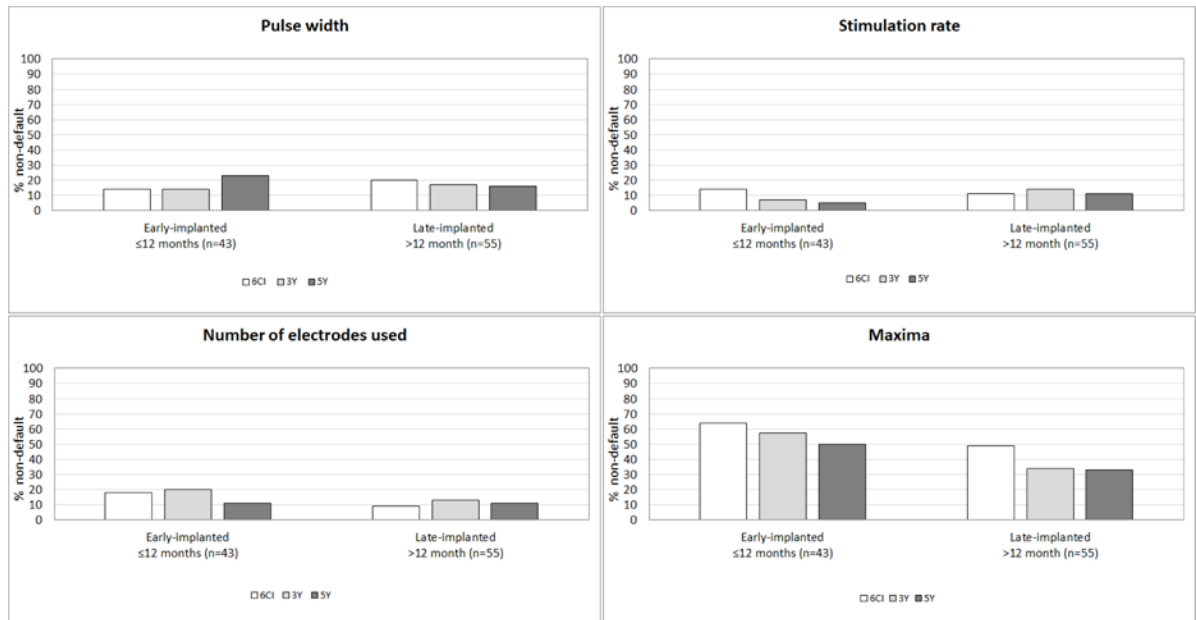 Pulse width
% non-default
100
90
80
70
60
50
40
30
20
10
0
Early-implanted
≤12 months (n=43)
Late-implanted
>12 month (n=55)
6CI 3Y 5Y
Stimulation rate
% non-default
100
90
80
70
60
50
40
30
20
10
0
Early-implanted
≤12 months (n=43)
Late-implanted
>12 month (n=55)
6CI 3Y 5Y
Number of electrodes used
% non-default
100
90
80
70
60
50
40
30
20
10
0
Early-implanted
≤12 months (n=43)
Late-implanted
>12 month (n=55)
6CI 3Y 5Y
Maxima
% non-default
100
90
80
70
60
50
40
30
20
10
0
Early-implanted
≤12 months (n=43)
Late-implanted
>12 month (n=55)
6CI 3Y 5Y